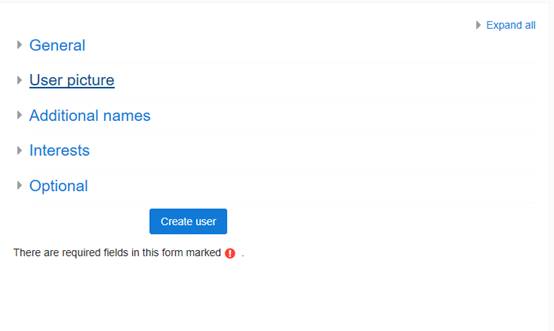 Expand all
General
User picture
Additional names
Interests
Optional
Create user
There are required fields in this form marked .